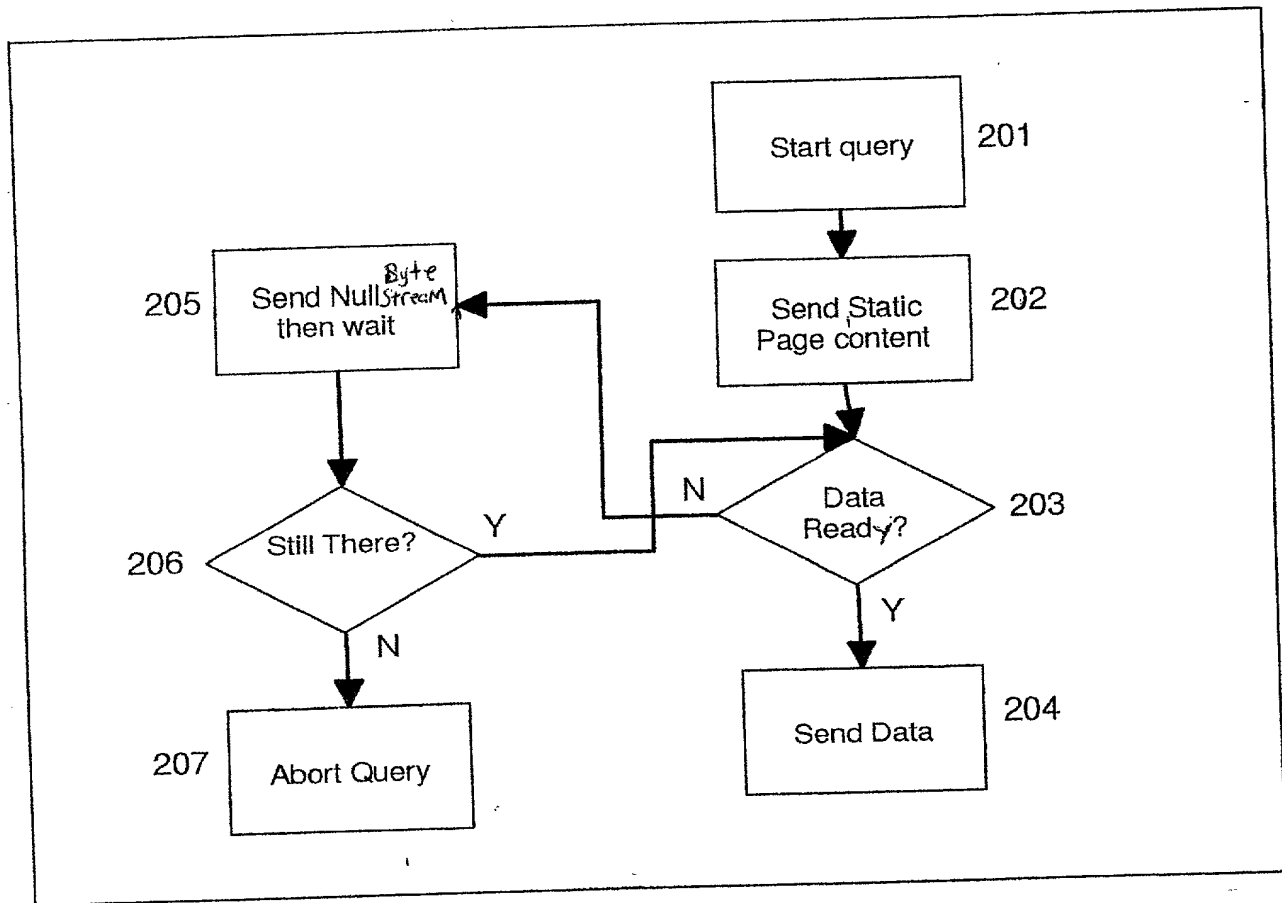 Start query
201
Send Static
Page content
202
Data
Ready?
203
N
Y
Send Data
204
Send Null Byte Stream
then wait
205
Still There?
206
Y
N
Abort Query
207